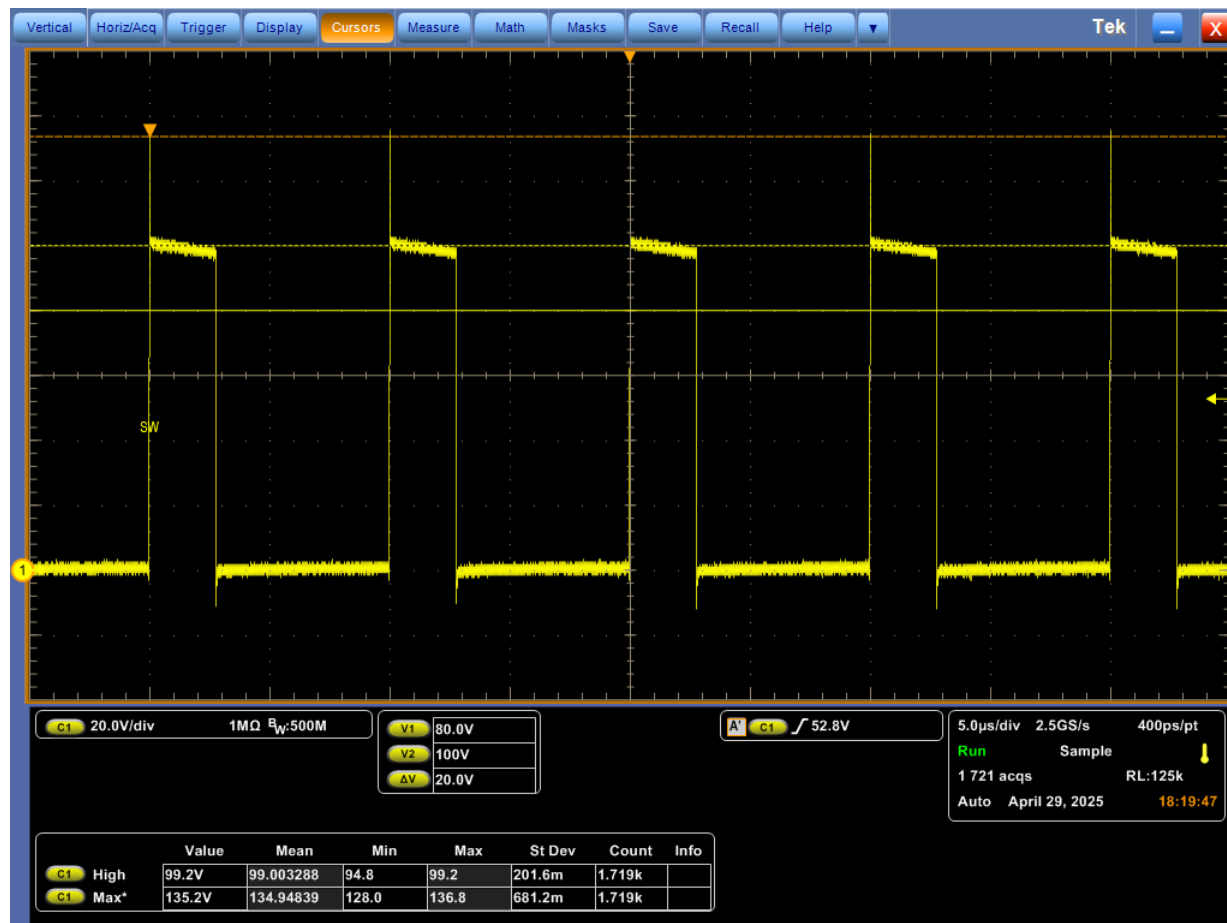 Vertical Horiz/Acq Trigger Display Cursors Measure Math Masks Save Recall Help ▼ Tek X
SW
1
C1 20.0V/div 1MΩ BW:500M
V1 80.0V
V2 100V
ΔV 20.0V
A' C1 52.8V
5.0µs/div 2.5GS/s 400ps/pt
Run Sample
1 721 acqs RL:125k
Auto April 29, 2025 18:19:47
Value Mean Min Max St Dev Count Info
C1 High 99.2V 99.003288 94.8 99.2 201.6m 1.719k
C1 Max* 135.2V 134.94839 128.0 136.8 681.2m 1.719k